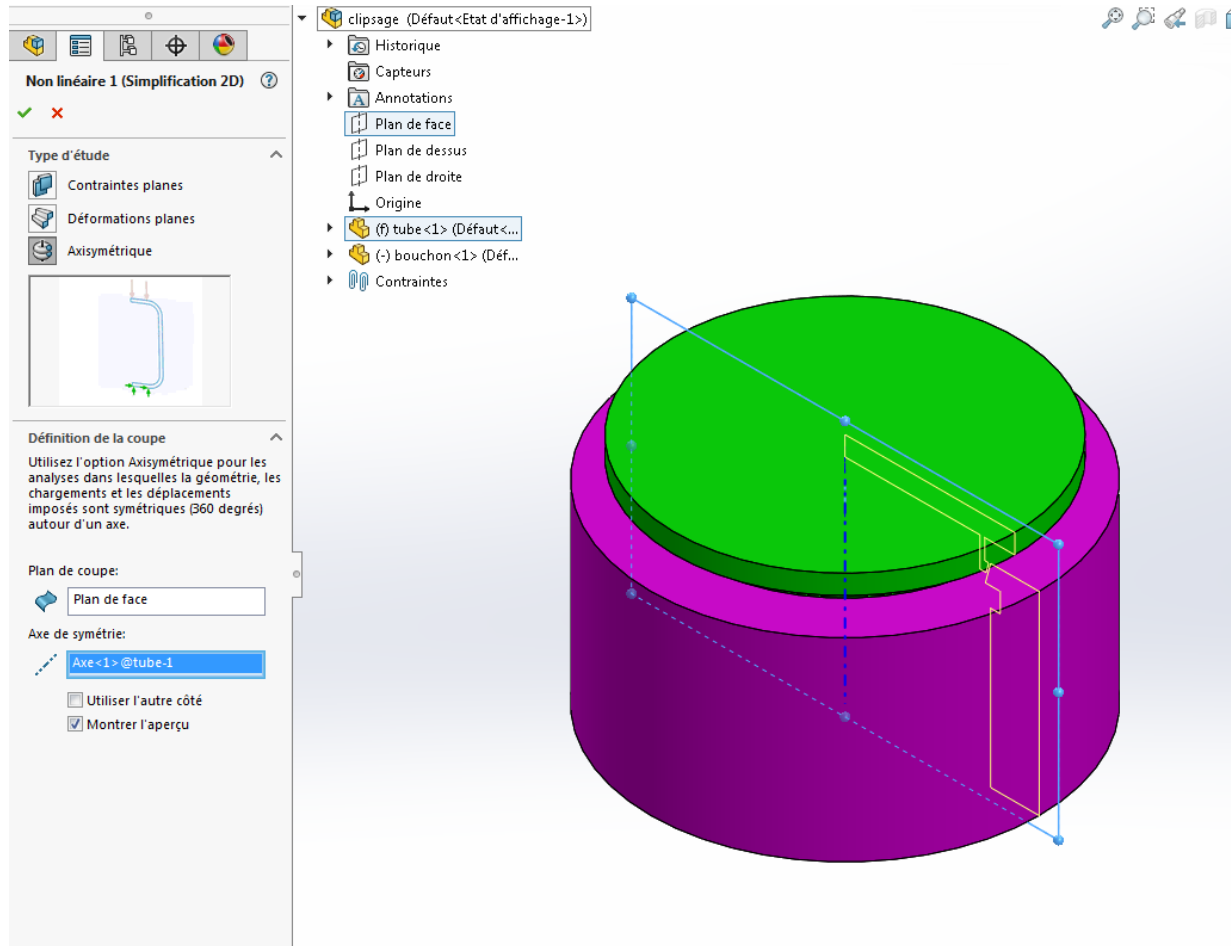 Non linéaire 1 (Simplification 2D)
Type d'étude
Contraintes planes
Déformations planes
Axisymétrique
Définition de la coupe
Utilisez l'option Axisymétrique pour les
analyses dans lesquelles la géométrie, les
chargements et les déplacements
imposés sont symétriques (360 degrés)
autour d'un axe.
Plan de coupe:
Plan de face
Axe de symétrie:
Axe<1>@tube-1
Utiliser l'autre côté
Montrer l'aperçu
clipsage (Défaut<Etat d'affichage-1>)
Historique
Capteurs
A Annotations
Plan de face
Plan de dessus
Plan de droite
Origine
(f) tube<1> (Défaut<...
(-) bouchon<1> (Déf...
Contraintes